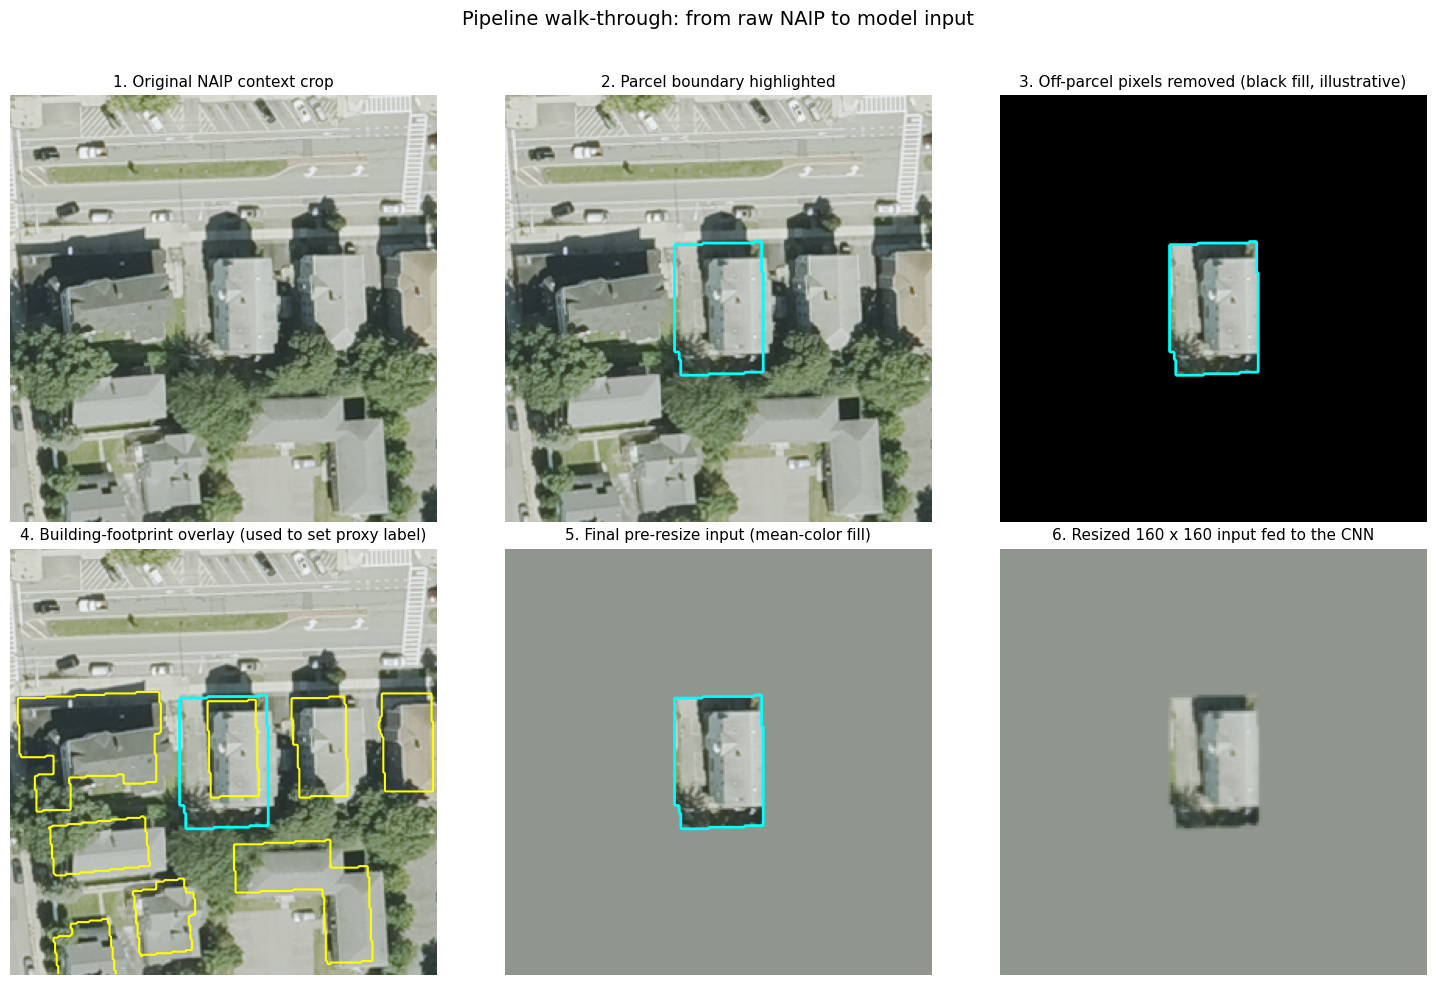 Pipeline walk-through: from raw NAIP to model input
1. Original NAIP context crop
2. Parcel boundary highlighted
3. Off-parcel pixels removed (black fill, illustrative)
4. Building-footprint overlay (used to set proxy label)
5. Final pre-resize input (mean-color fill)
6. Resized 160 x 160 input fed to the CNN